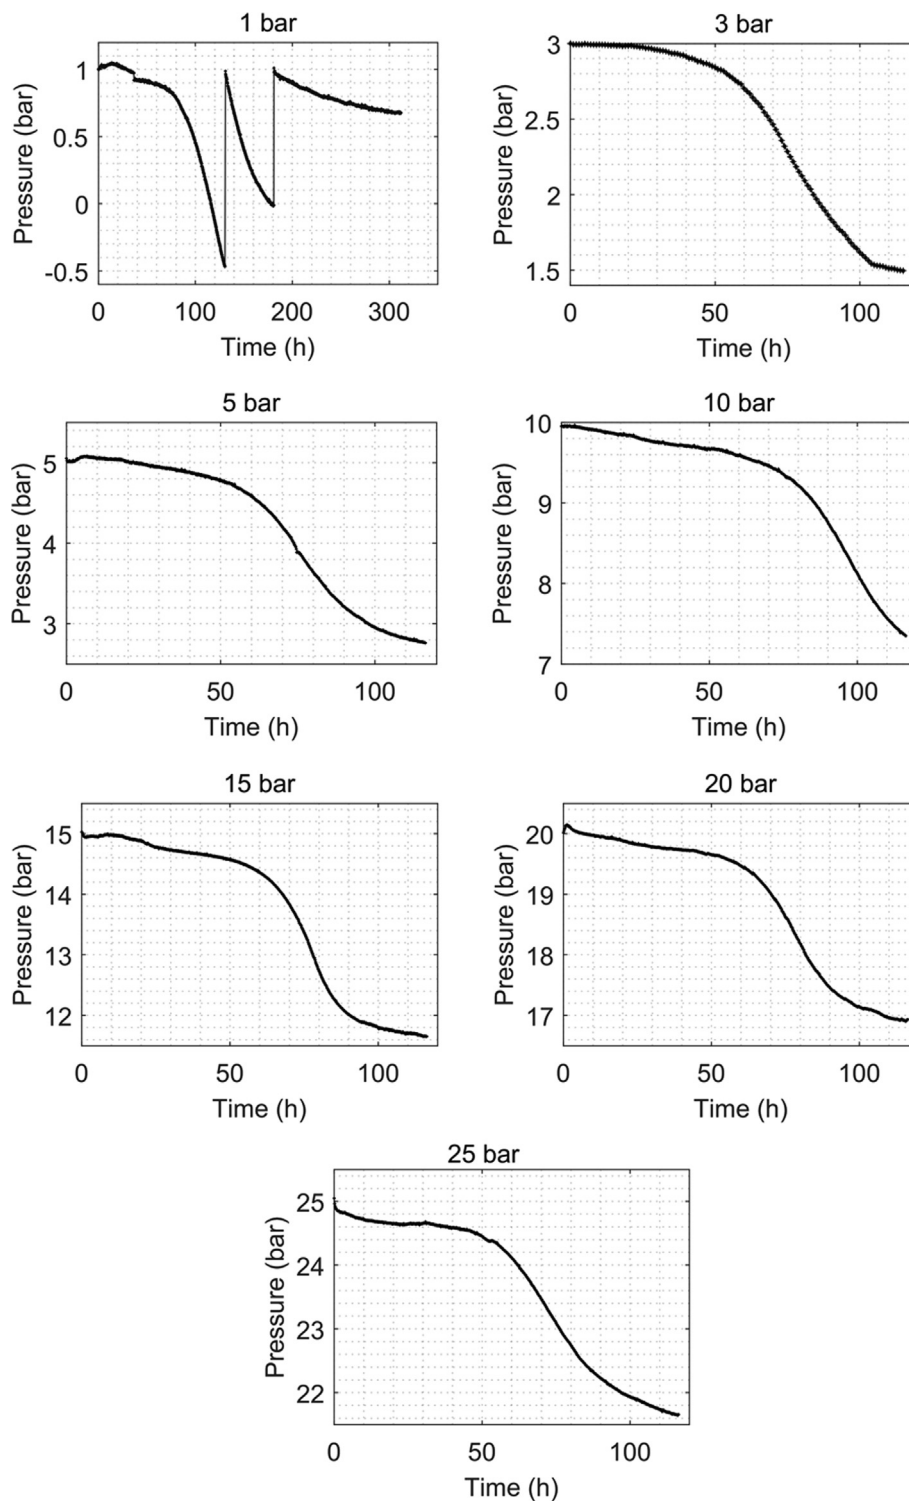 1 bar
Pressure (bar)
1
0.5
0
-0.5
0 100 200 300
Time (h)
3 bar
Pressure (bar)
3
2.5
2
1.5
0 50 100
Time (h)
5 bar
Pressure (bar)
5
4
3
0 50 100
Time (h)
10 bar
Pressure (bar)
10
9
8
7
0 50 100
Time (h)
15 bar
Pressure (bar)
15
14
13
12
0 50 100
Time (h)
20 bar
Pressure (bar)
20
19
18
17
0 50 100
Time (h)
25 bar
Pressure (bar)
25
24
23
22
0 50 100
Time (h)